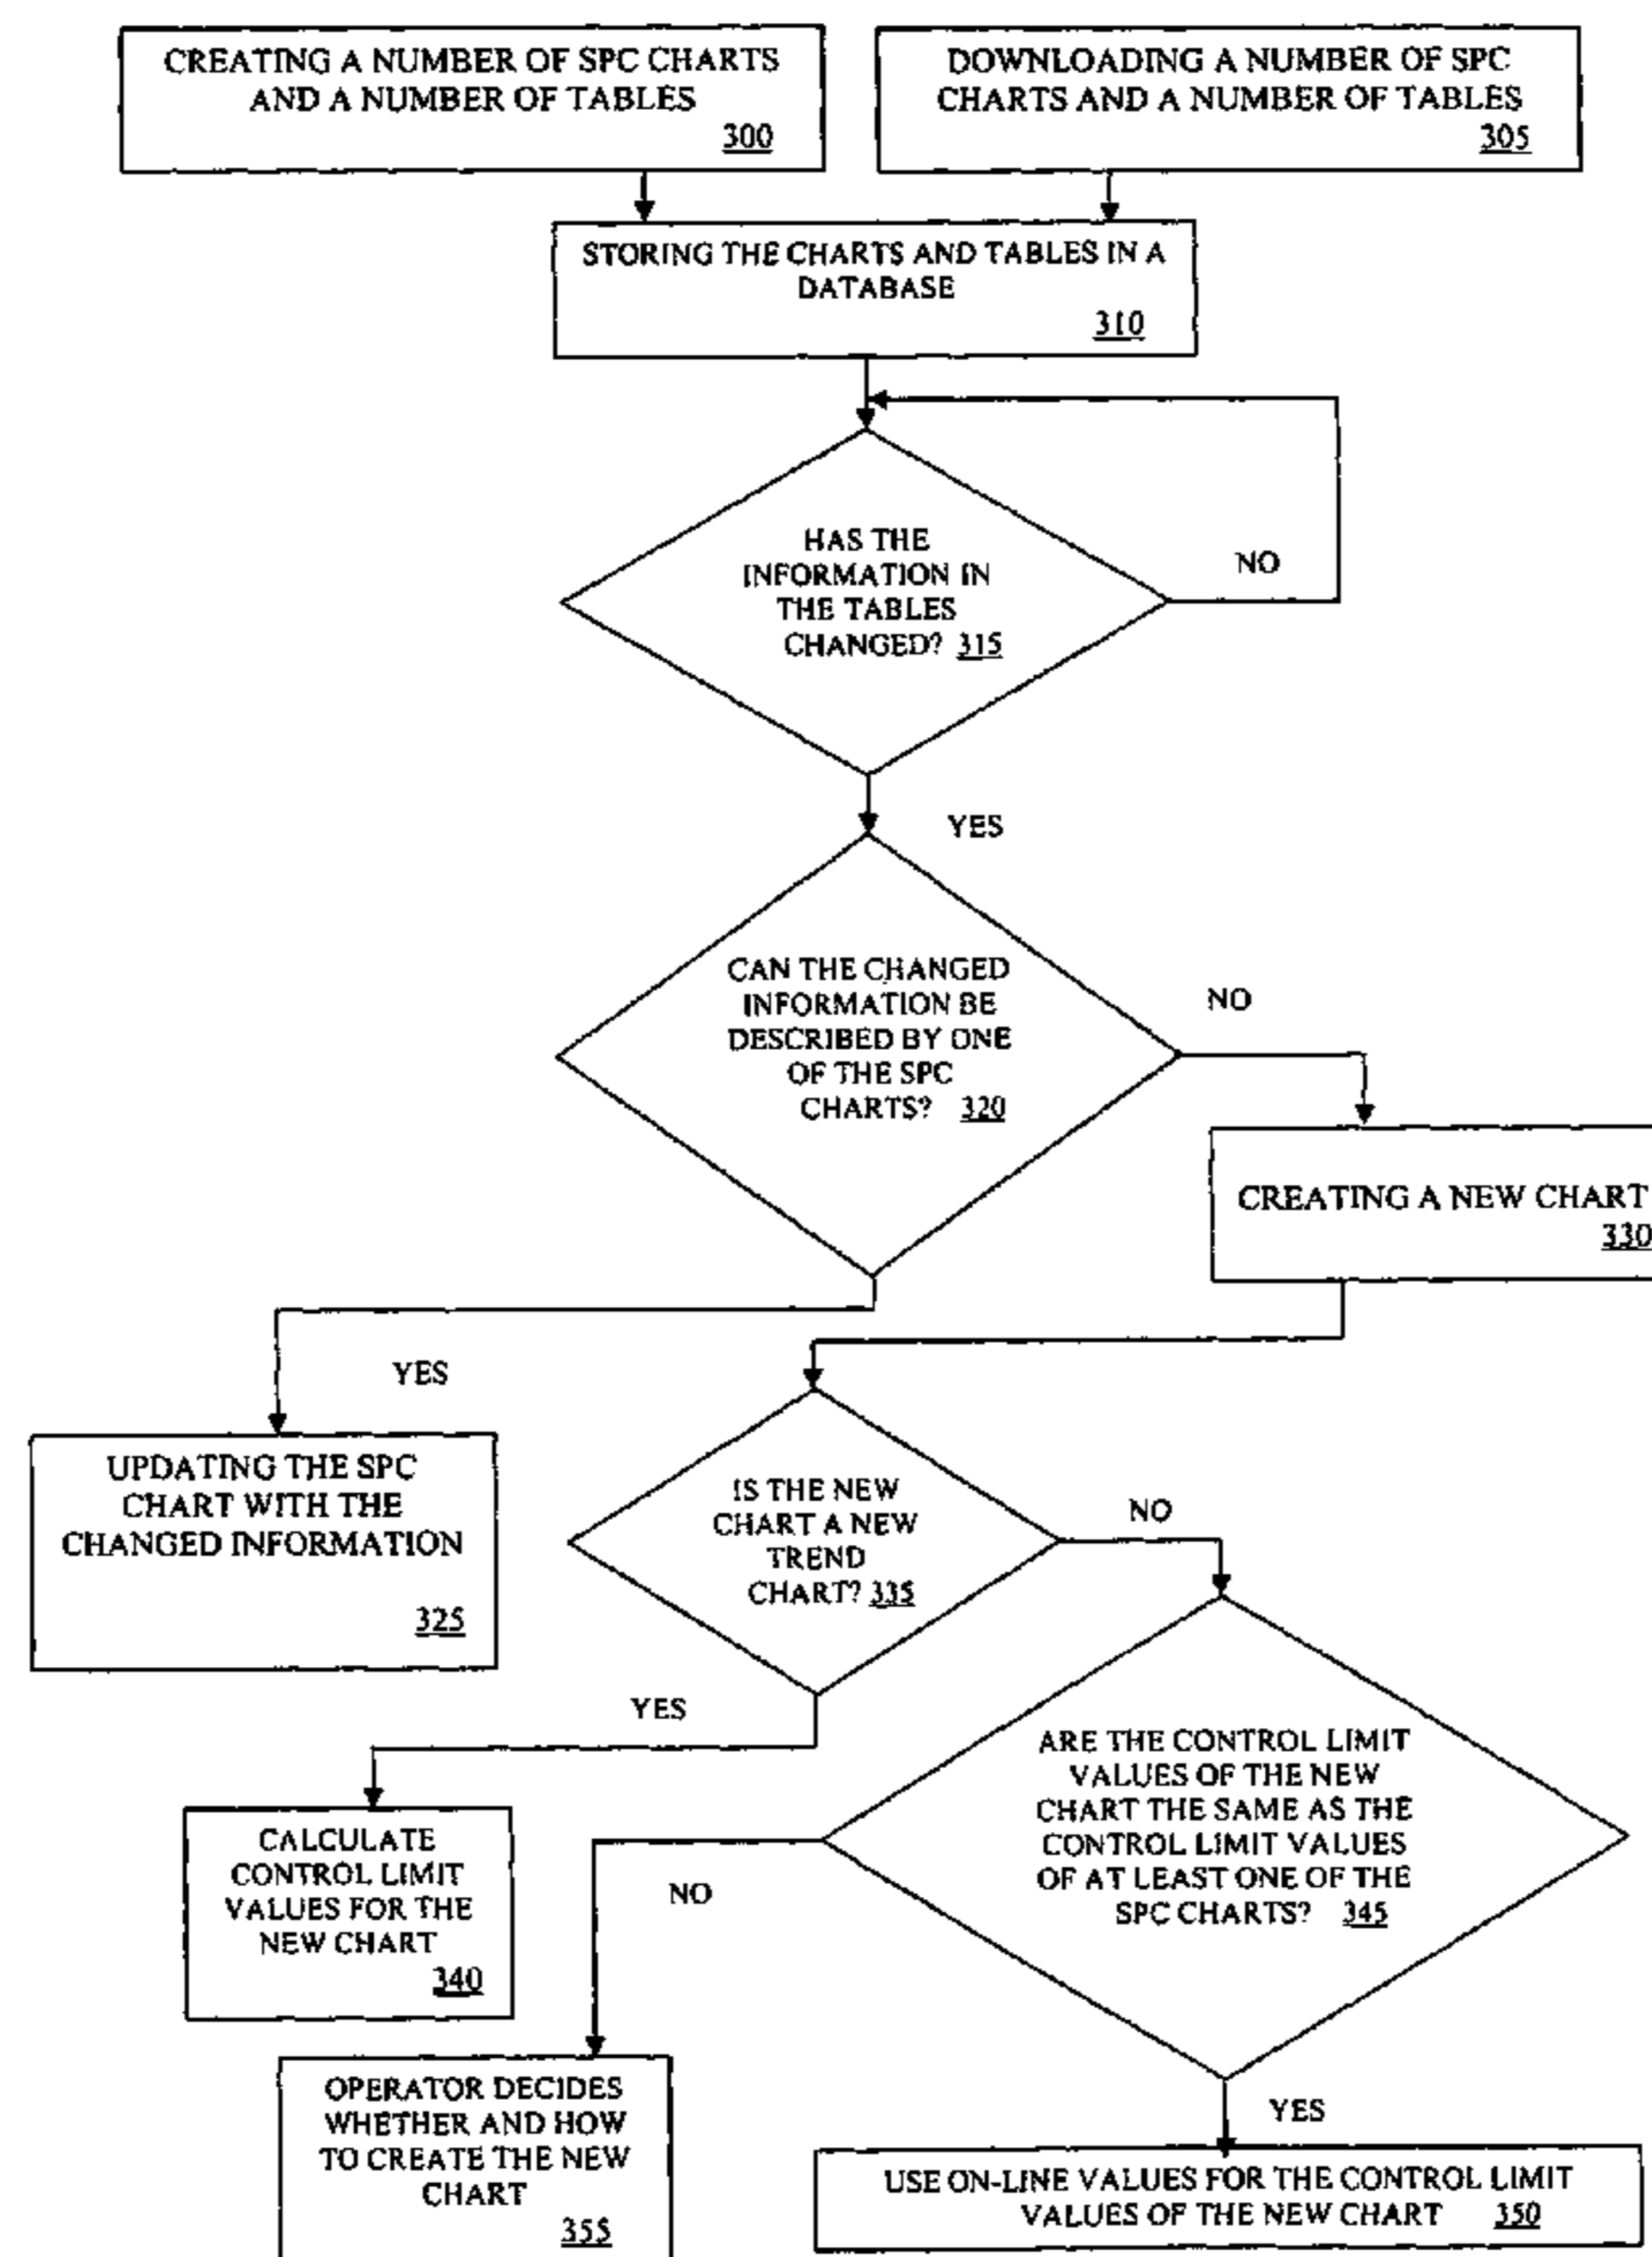 CREATING A NUMBER OF SPC CHARTS
AND A NUMBER OF TABLES
300
DOWNLOADING A NUMBER OF SPC
CHARTS AND A NUMBER OF TABLES
305
STORING THE CHARTS AND TABLES IN A
DATABASE
310
HAS THE
INFORMATION IN
THE TABLES
CHANGED? 315
NO
YES
CAN THE CHANGED
INFORMATION BE
DESCRIBED BY ONE
OF THE SPC
CHARTS? 320
NO
CREATING A NEW CHART
330
YES
UPDATING THE SPC
CHART WITH THE
CHANGED INFORMATION
325
IS THE NEW
CHART A NEW
TREND
CHART? 335
NO
YES
CALCULATE
CONTROL LIMIT
VALUES FOR THE
NEW CHART
340
ARE THE CONTROL LIMIT
VALUES OF THE NEW
CHART THE SAME AS THE
CONTROL LIMIT VALUES
OF AT LEAST ONE OF THE
SPC CHARTS? 345
NO
OPERATOR DECIDES
WHETHER AND HOW
TO CREATE THE NEW
CHART
355
YES
USE ON-LINE VALUES FOR THE CONTROL LIMIT
VALUES OF THE NEW CHART 350